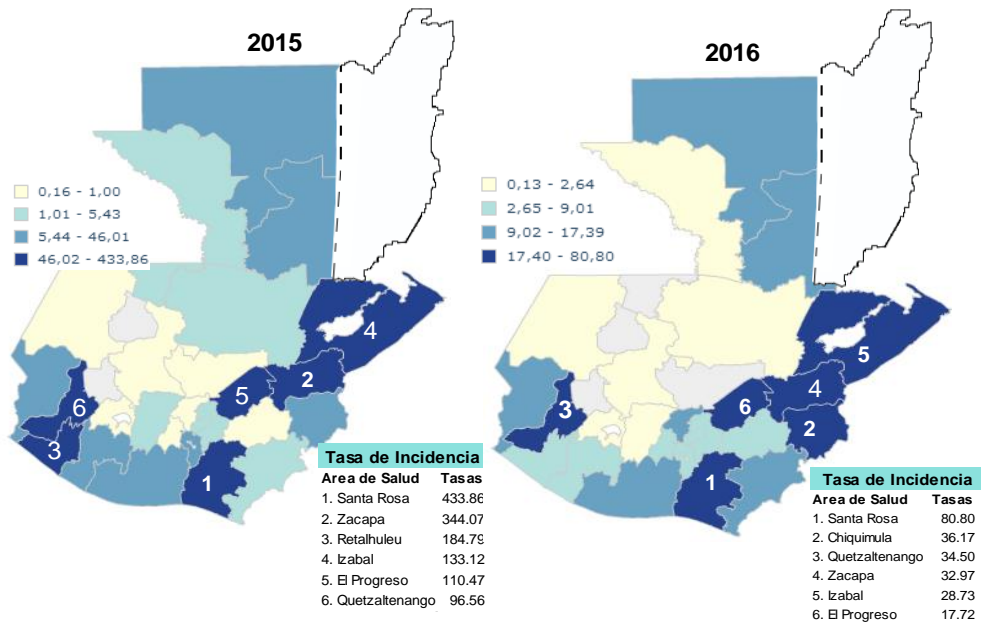 2015
0,16 - 1,00
1,01 - 5,43
5,44 - 46,01
46,02 - 433,86
4
2
5
6
3
1
Tasa de Incidencia
Area de Salud Tasas
1. Santa Rosa 433.86
2. Zacapa 344.07
3. Retalhuleu 184.79
4. Izabal 133.12
5. El Progreso 110.47
6. Quetzaltenango 96.56
2016
0,13 - 2,64
2,65 - 9,01
9,02 - 17,39
17,40 - 80,80
5
4
6
3
2
1
Tasa de Incidencia
Area de Salud Tasas
1. Santa Rosa 80.80
2. Chiquimula 36.17
3. Quetzaltenango 34.50
4. Zacapa 32.97
5. Izabal 28.73
6. El Progreso 17.72